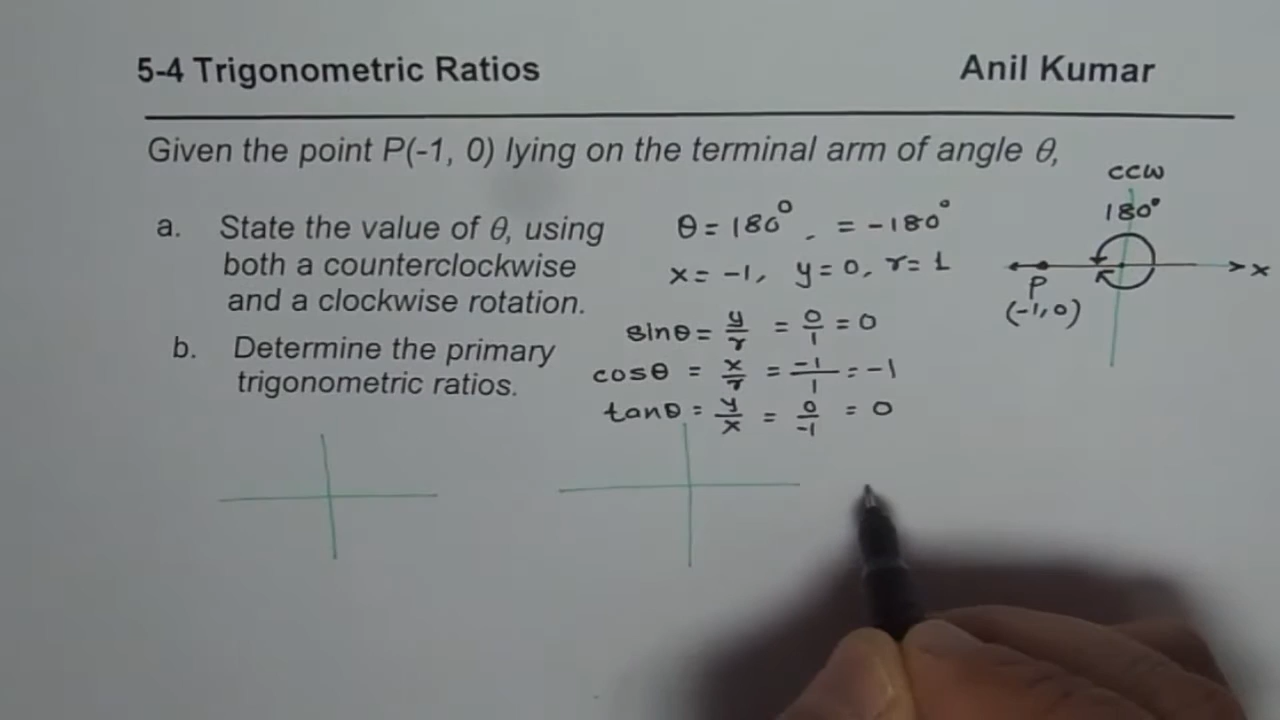 5-4 Trigonometric Ratios Anil Kumar
Given the point P(-1, 0) lying on the terminal arm of angle θ,
a. State the value of θ, using
both a counterclockwise
and a clockwise rotation.
b. Determine the primary
trigonometric ratios.
θ = 180°, = -180°
x = -1, y = 0, r = 1
sinθ = y/r = 0/1 = 0
cosθ = x/r = -1/1 = -1
tanθ = y/x = 0/-1 = 0
CCW
180°
x
P
(-1,0)